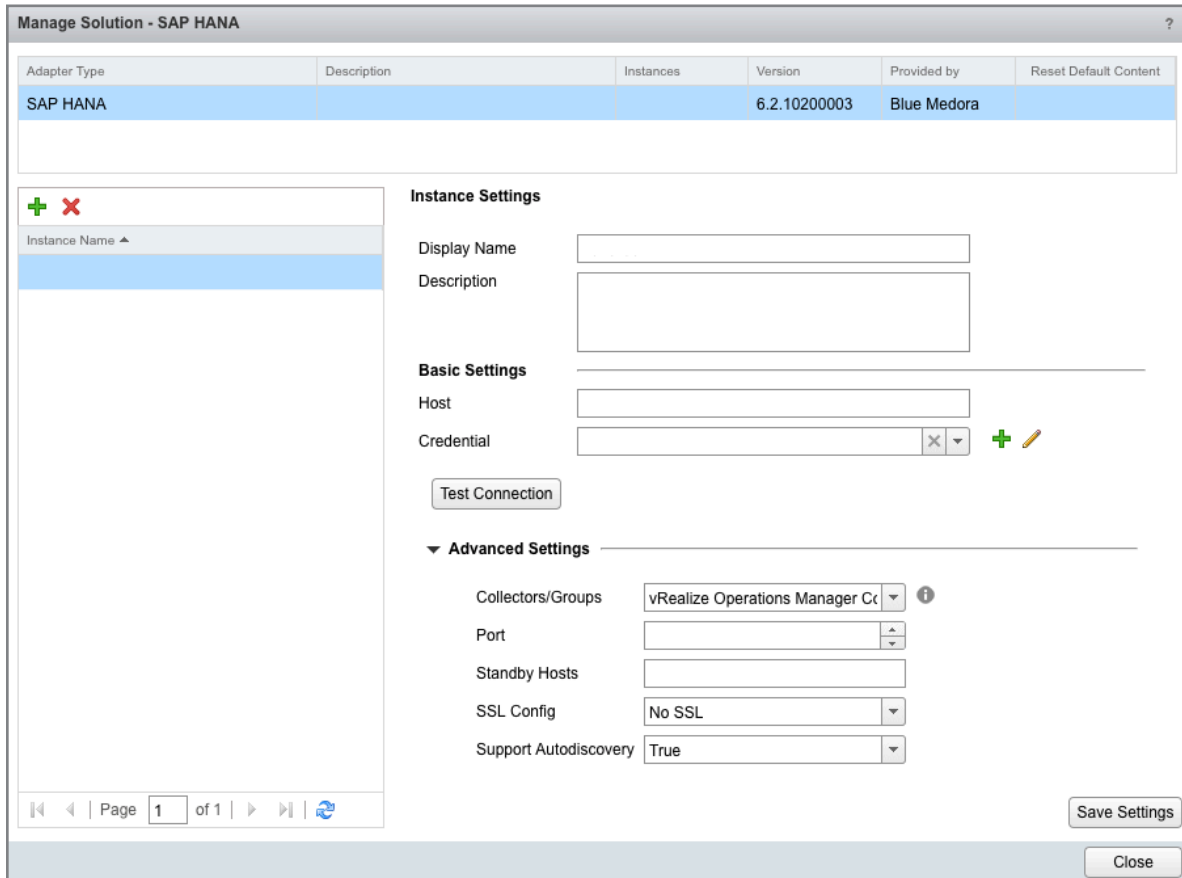 Manage Solution - SAP HANA ?
Adapter Type Description Instances Version Provided by Reset Default Content
SAP HANA 6.2.10200003 Blue Medora
Instance Settings
Instance Name
Display Name
Description
Basic Settings
Host
Credential
Test Connection
Advanced Settings
Collectors/Groups vRealize Operations Manager Co
Port
Standby Hosts
SSL Config No SSL
Support Autodiscovery True
Page 1 of 1
Save Settings
Close